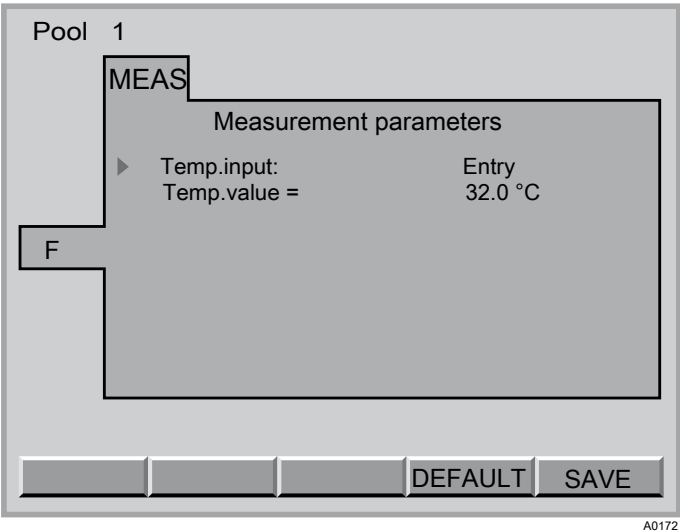 Pool 1
MEAS
Measurement parameters
Temp.input: Entry
Temp.value = 32.0 °C
F
DEFAULT SAVE
A0172